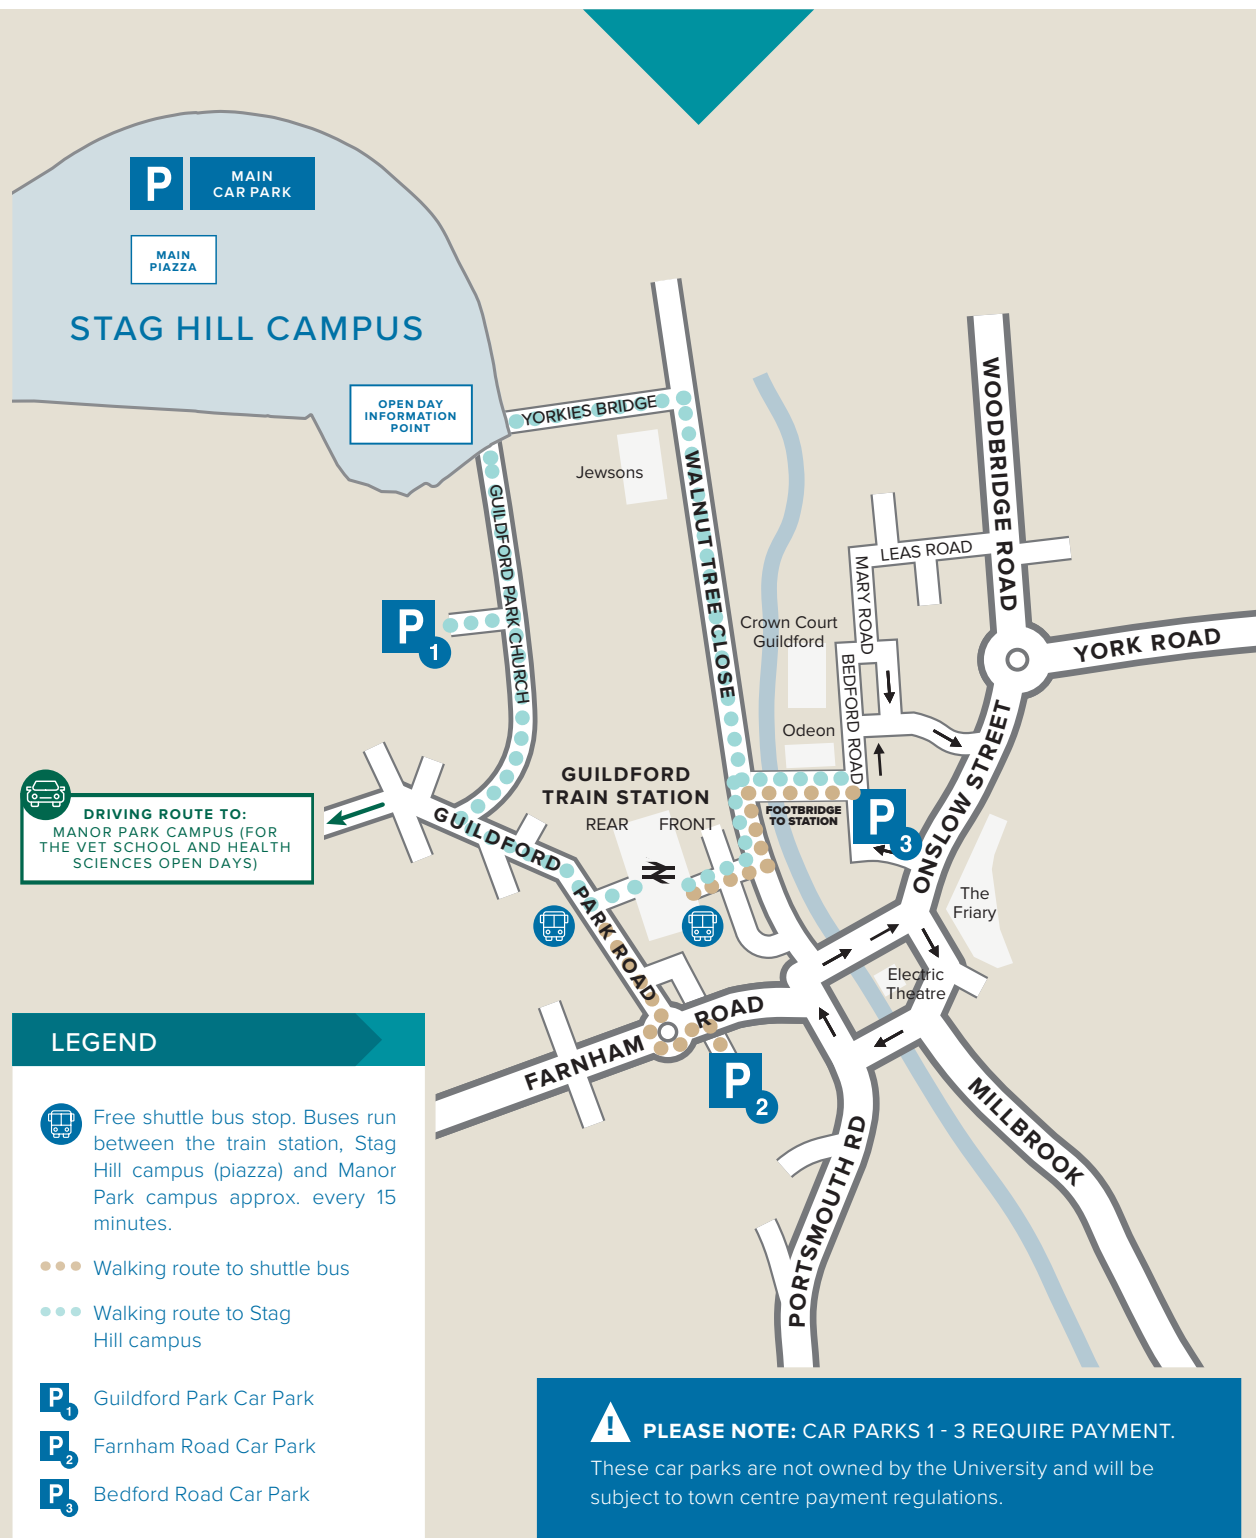 P
MAIN
CAR PARK
MAIN
PIAZZA
STAG HILL CAMPUS
OPEN DAY
INFORMATION
POINT
YORKIES BRIDGE
Jewsons
WALNUT TREE CLOSE
GUILDFORD PARK CHURCH
WOODBRIDGE ROAD
LEAS ROAD
MARY ROAD
P
1
Crown Court
Guildford
BEDFORD ROAD
YORK ROAD
Odeon
ONSLOW STREET
GUILDFORD
TRAIN STATION
REAR
FRONT
FOOTBRIDGE
TO STATION
P
3
DRIVING ROUTE TO:
MANOR PARK CAMPUS (FOR
THE VET SCHOOL AND HEALTH
SCIENCES OPEN DAYS)
GUILDFORD PARK ROAD
The
Friary
Electric
Theatre
FARNHAM ROAD
P
2
MILLBROOK
PORTSMOUTH RD
LEGEND
Free shuttle bus stop. Buses run
between the train station, Stag
Hill campus (piazza) and Manor
Park campus approx. every 15
minutes.
Walking route to shuttle bus
Walking route to Stag
Hill campus
P1 Guildford Park Car Park
P2 Farnham Road Car Park
P3 Bedford Road Car Park
! PLEASE NOTE: CAR PARKS 1 - 3 REQUIRE PAYMENT.
These car parks are not owned by the University and will be
subject to town centre payment regulations.